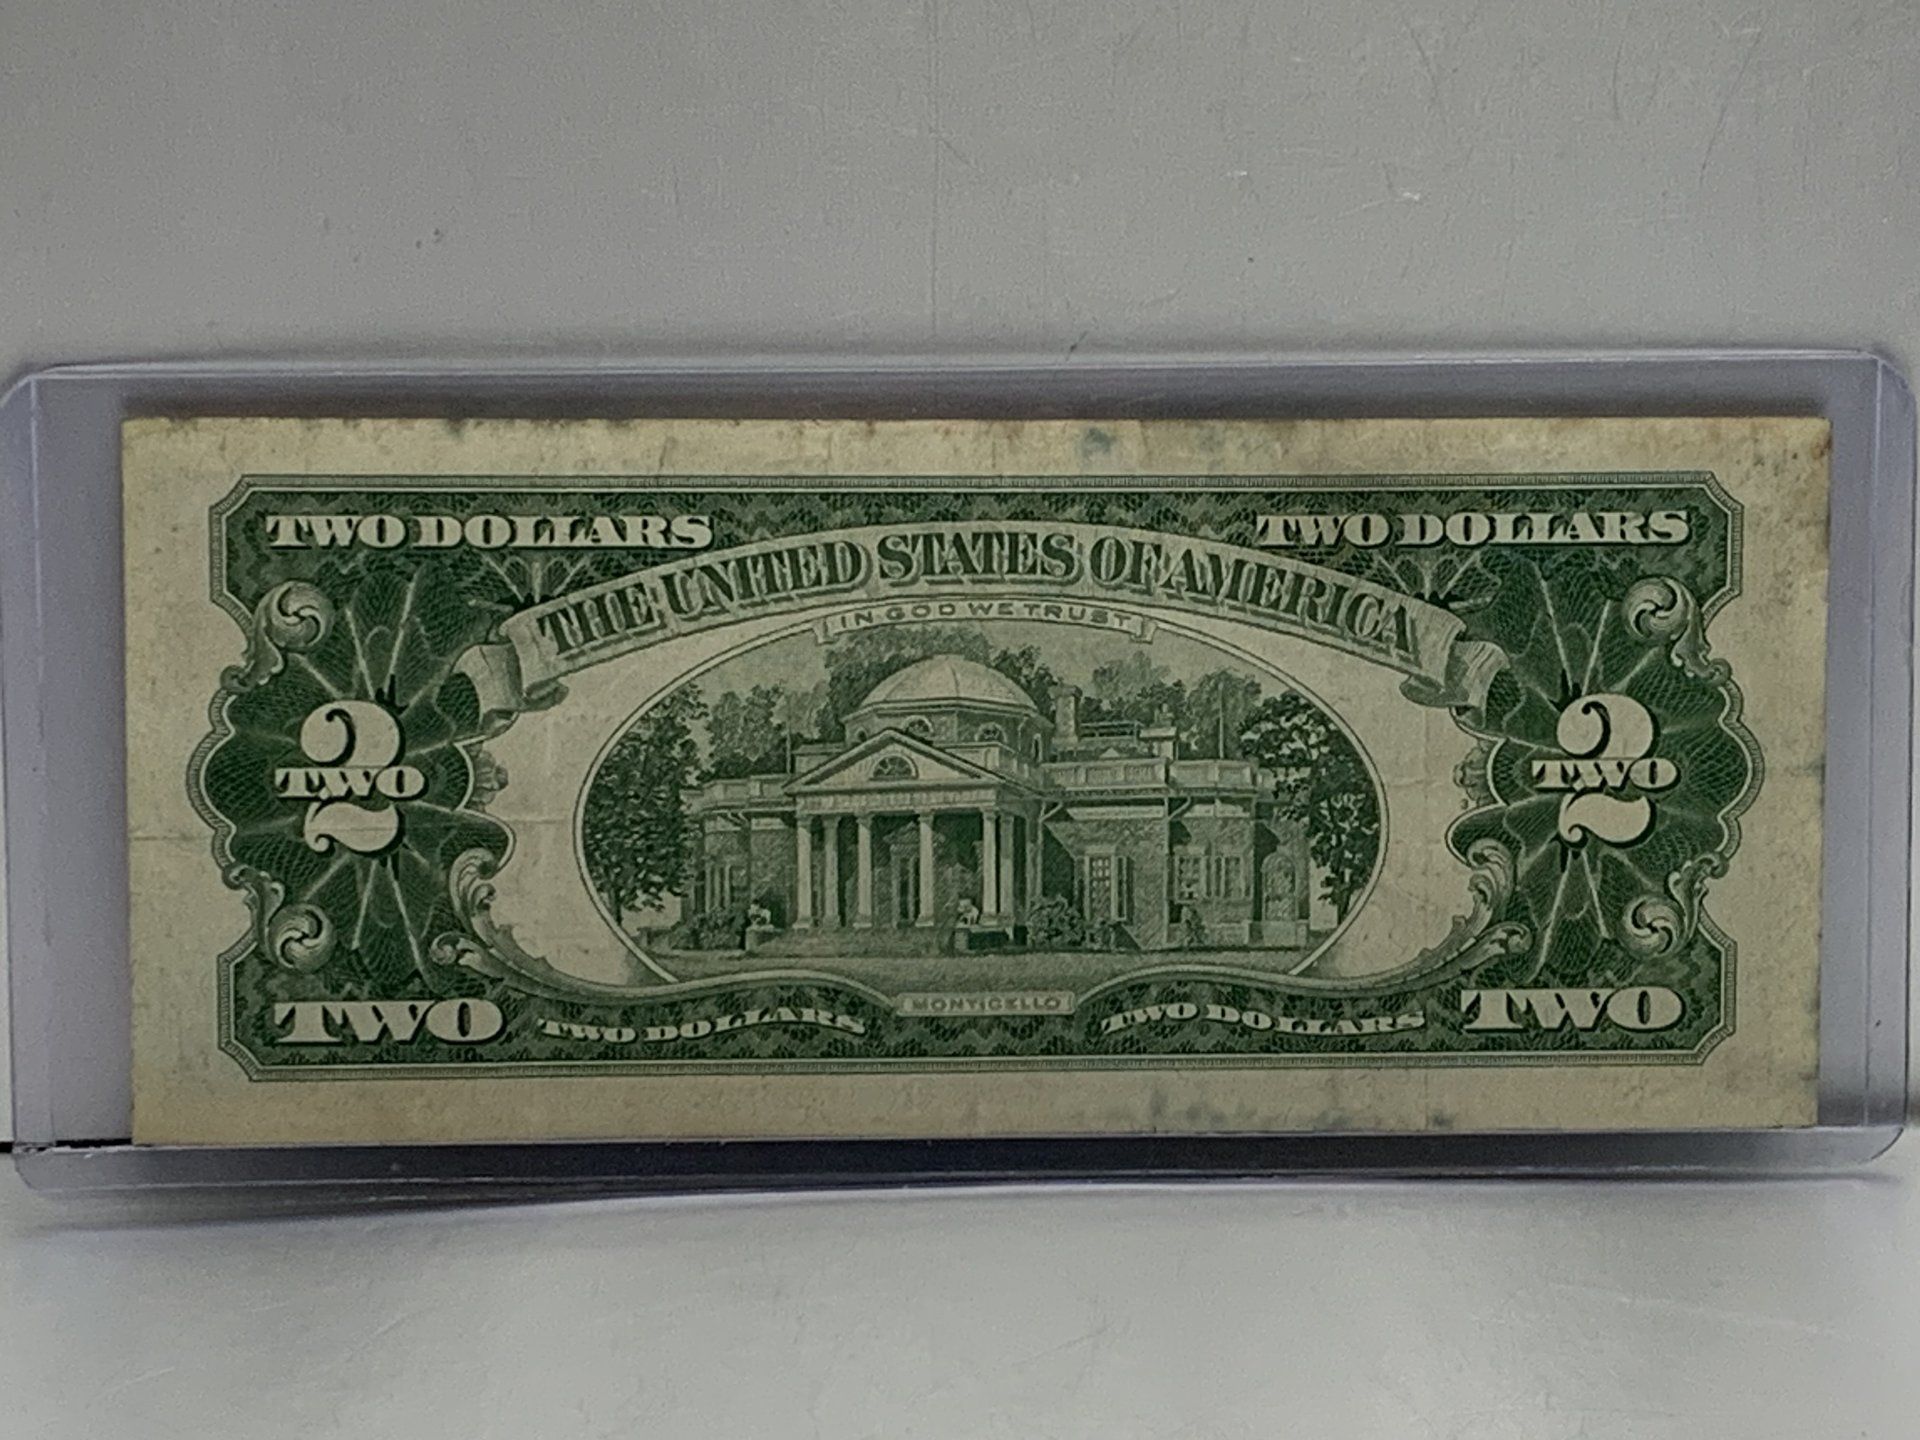 TWO DOLLARS TWO DOLLARS
THE UNITED STATES OF AMERICA
IN GOD WE TRUST
2 2
TWO TWO
MONTICELLO
TWO TWO DOLLARS TWO DOLLARS TWO